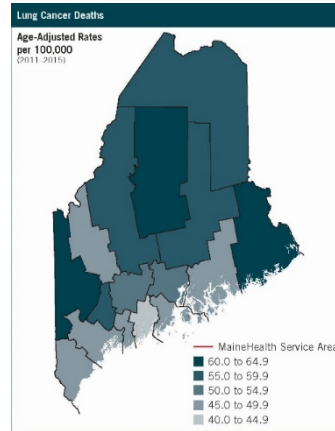 Lung Cancer Deaths
Age-Adjusted Rates
per 100,000
(2011–2015)
MaineHealth Service Area
60.0 to 64.9
55.0 to 59.9
50.0 to 54.9
45.0 to 49.9
40.0 to 44.9